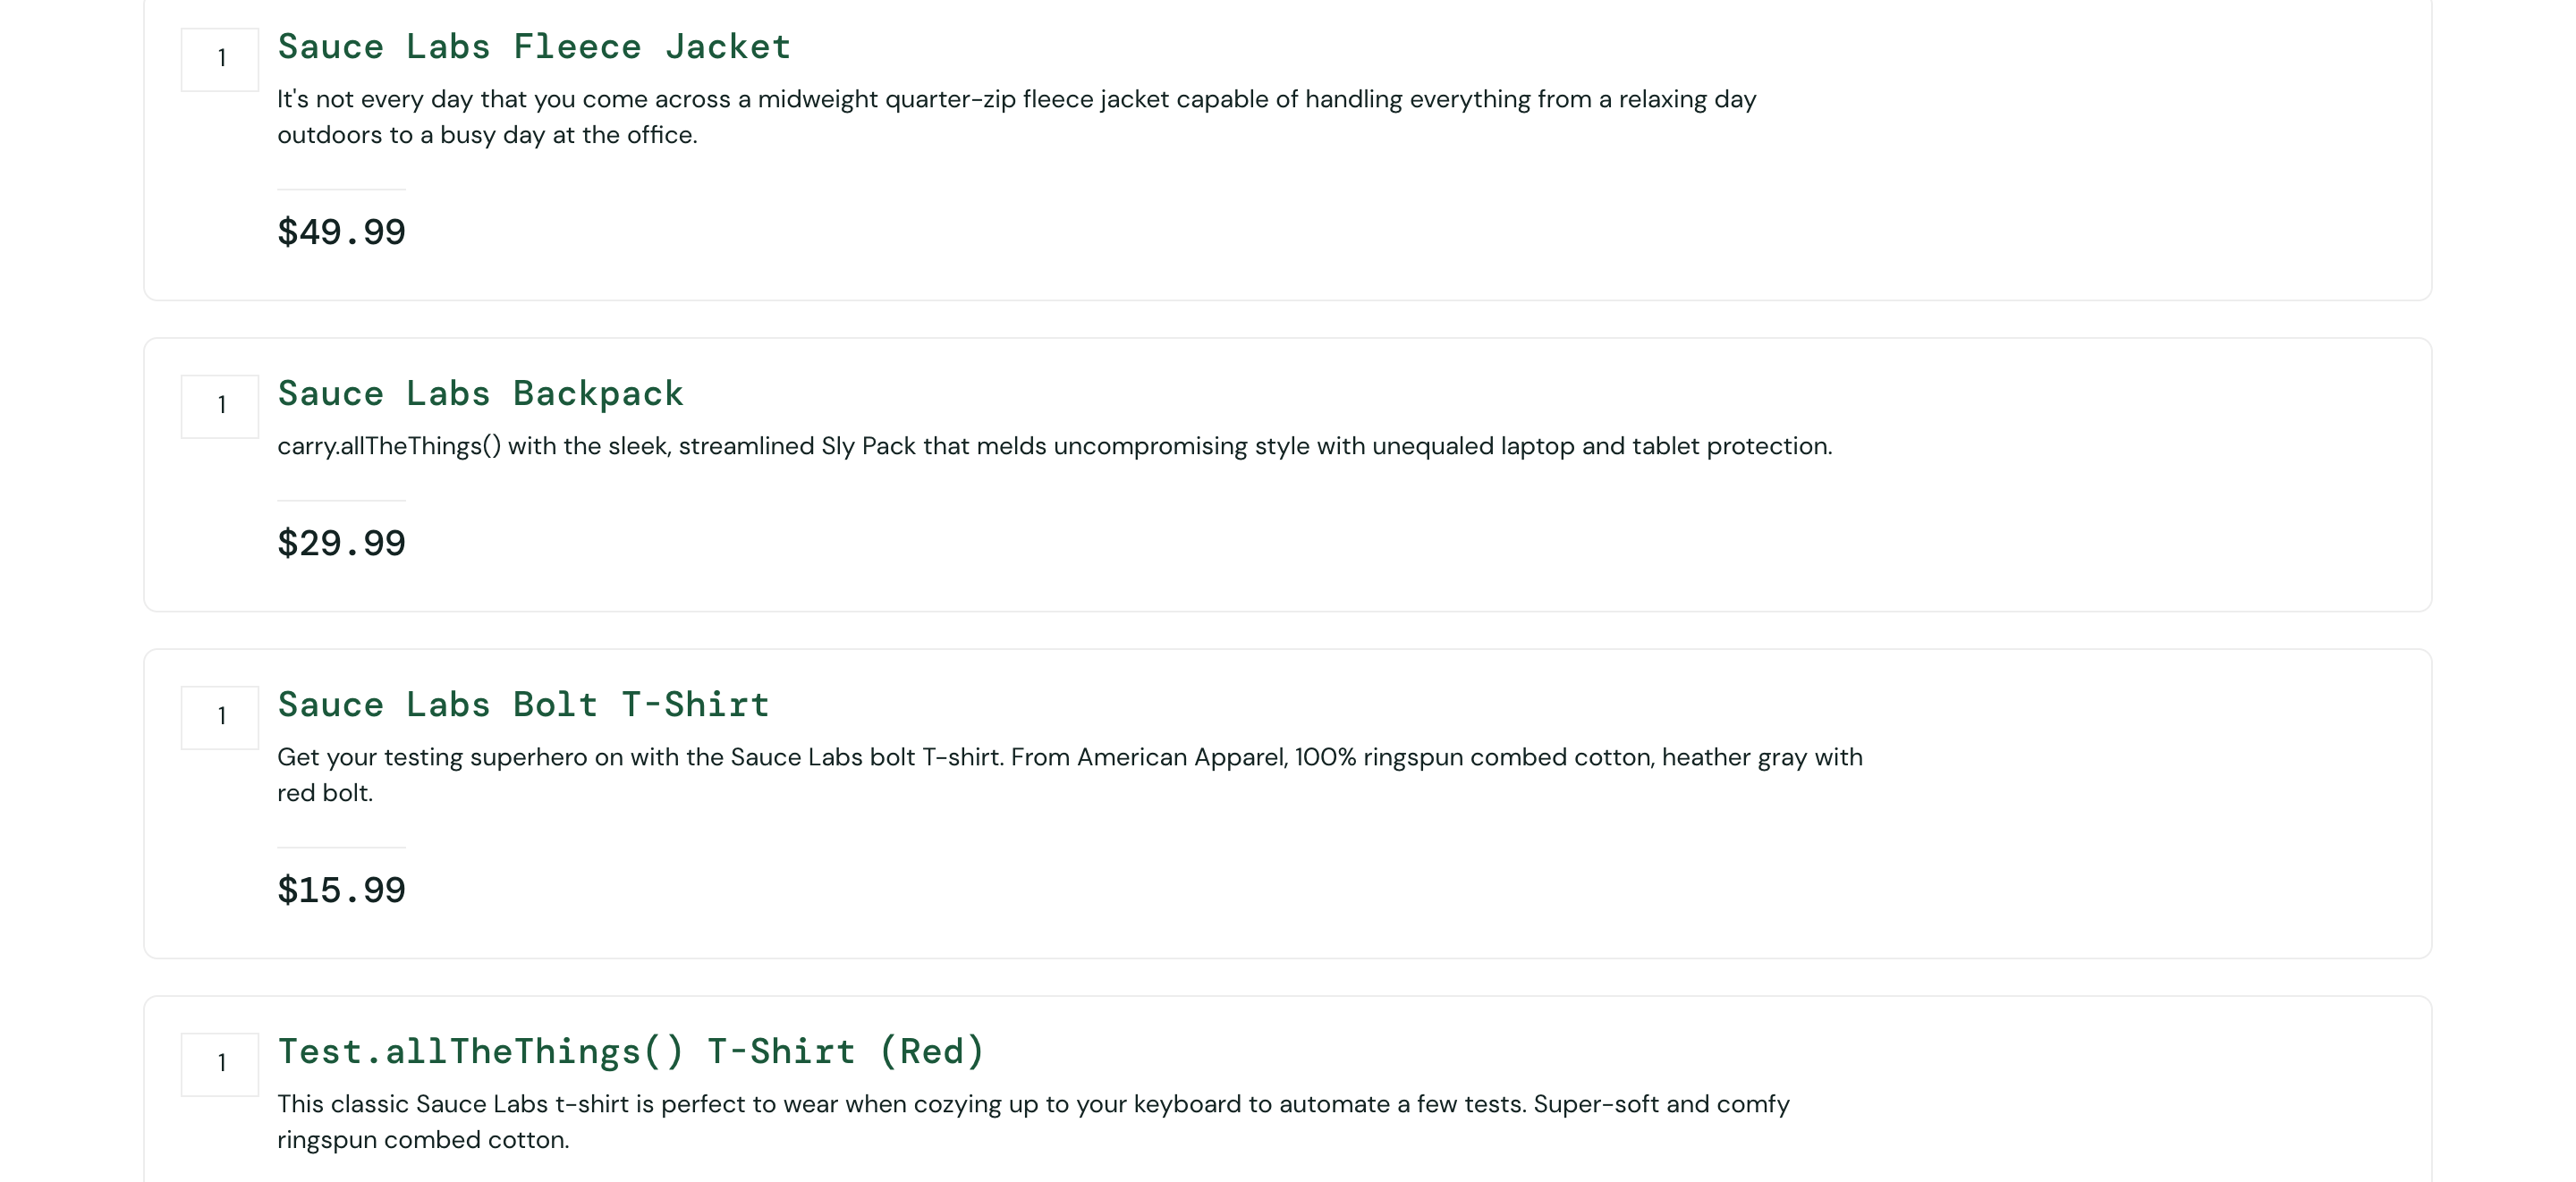 1
Sauce Labs Fleece Jacket
It's not every day that you come across a midweight quarter-zip fleece jacket capable of handling everything from a relaxing day
outdoors to a busy day at the office.
$49.99
1
Sauce Labs Backpack
carry.allTheThings() with the sleek, streamlined Sly Pack that melds uncompromising style with unequaled laptop and tablet protection.
$29.99
1
Sauce Labs Bolt T-Shirt
Get your testing superhero on with the Sauce Labs bolt T-shirt. From American Apparel, 100% ringspun combed cotton, heather gray with
red bolt.
$15.99
1
Test.allTheThings() T-Shirt (Red)
This classic Sauce Labs t-shirt is perfect to wear when cozying up to your keyboard to automate a few tests. Super-soft and comfy
ringspun combed cotton.